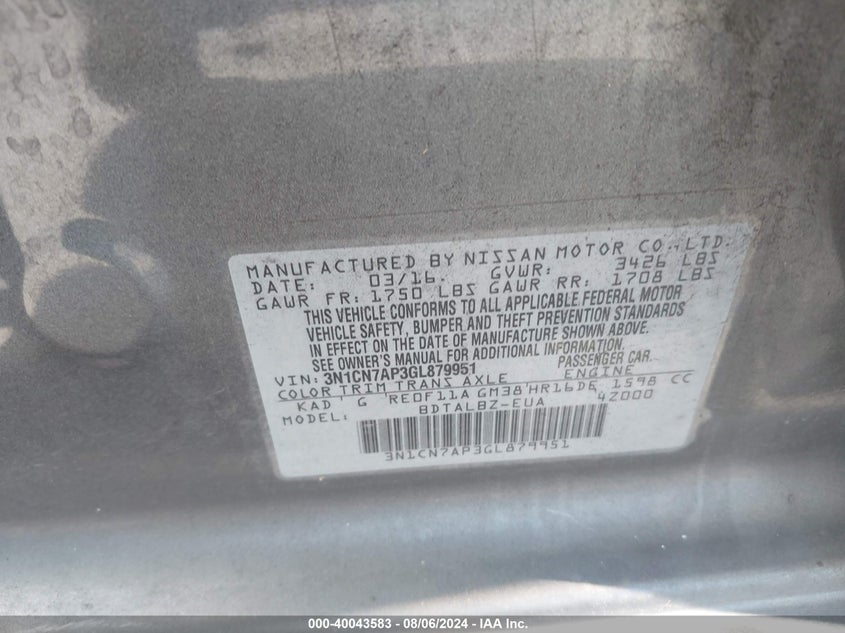 MANUFACTURED BY NISSAN MOTOR CO., LTD.
DATE: 03/16. GVWR: 3426 LBS
GAWR FR: 1750 LBS GAWR RR: 1708 LBS
THIS VEHICLE CONFORMS TO ALL APPLICABLE FEDERAL MOTOR
VEHICLE SAFETY, BUMPER AND THEFT PREVENTION STANDARDS
IN EFFECT ON THE DATE OF MANUFACTURE SHOWN ABOVE.
SEE OWNER'S MANUAL FOR ADDITIONAL INFORMATION.
VIN: 3N1CN7AP3GL879951 PASSENGER CAR.
COLOR TRIM TRANS AXLE ENGINE
KAD G RE0F11A GM38 HR16DE 1598 CC
BDTALBZ-EUA 4Z000
3N1CN7AP3GL879951
000-40043583 - 08/06/2024 - IAA Inc.